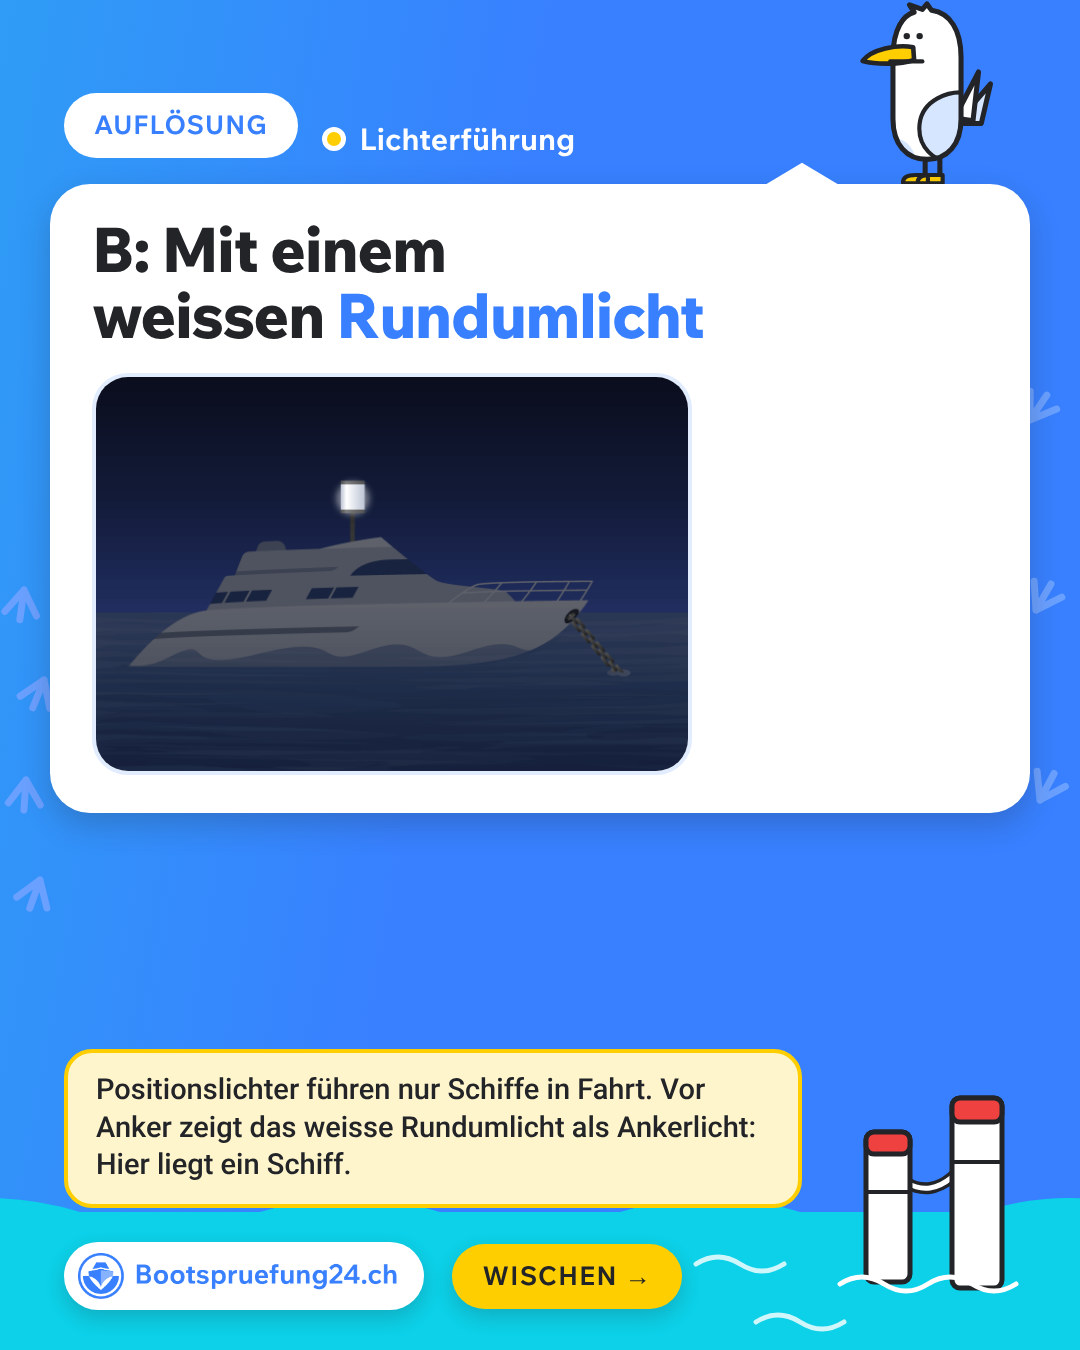 AUFLÖSUNG
Lichterführung
B: Mit einem
weissen Rundumlicht
Positionslichter führen nur Schiffe in Fahrt. Vor
Anker zeigt das weisse Rundumlicht als Ankerlicht:
Hier liegt ein Schiff.
Bootspruefung24.ch
WISCHEN →